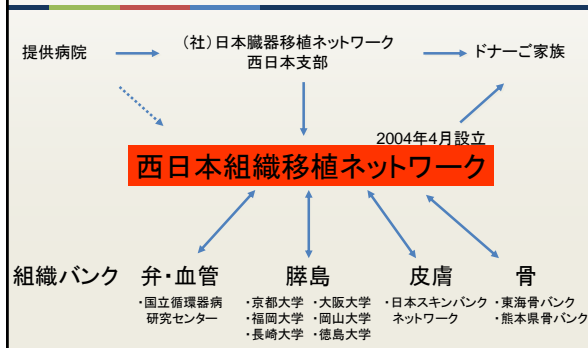 提供病院
（社）日本臓器移植ネットワーク
西日本支部
ドナーご家族
2004年4月設立
西日本組織移植ネットワーク
組織バンク
弁・血管
膵島
皮膚
骨
・国立循環器病
研究センター
・京都大学 ・大阪大学
・福岡大学 ・岡山大学
・長崎大学 ・徳島大学
・日本スキンバンク
ネットワーク
・東海骨バンク
・熊本県骨バンク